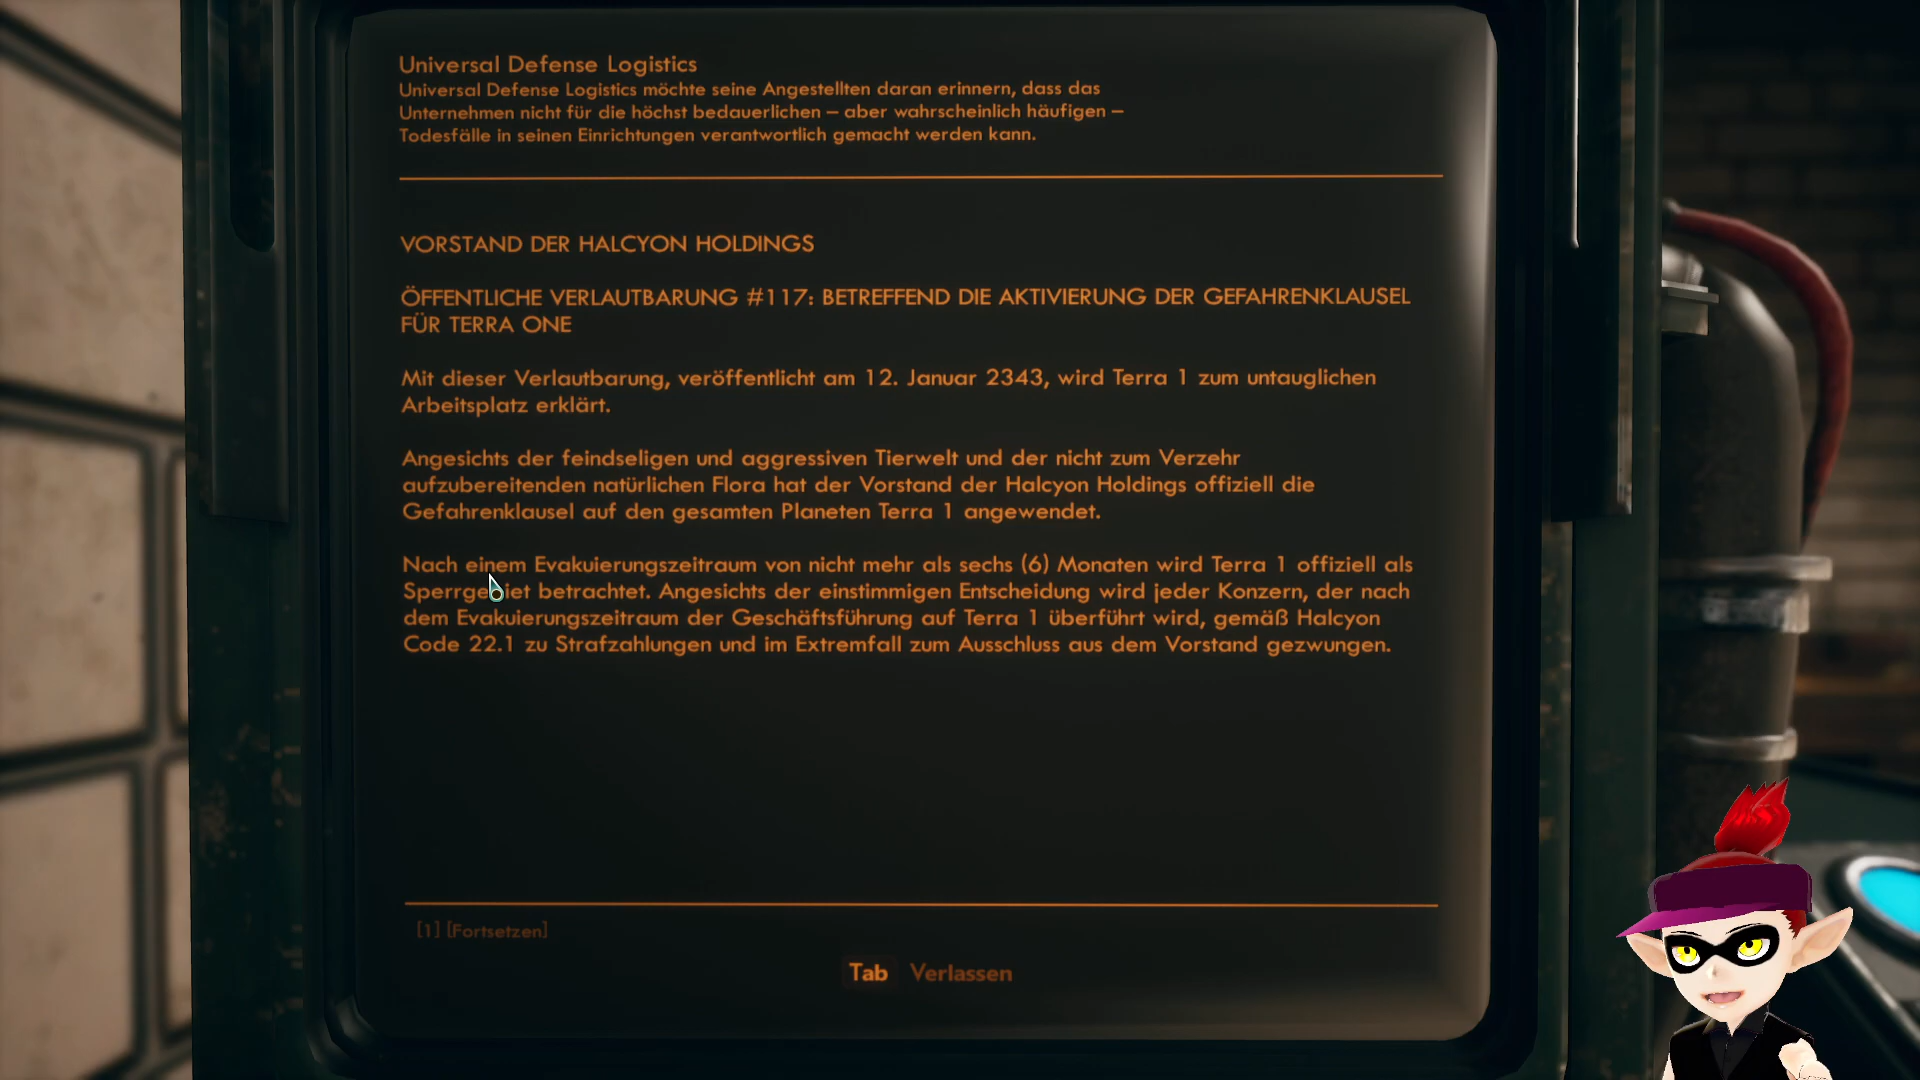 Universal Defense Logistics
Universal Defense Logistics möchte seine Angestellten daran erinnern, dass das
Unternehmen nicht für die höchst bedauerlichen – aber wahrscheinlich häufigen –
Todesfälle in seinen Einrichtungen verantwortlich gemacht werden kann.
VORSTAND DER HALCYON HOLDINGS
ÖFFENTLICHE VERLAUTBARUNG #117: BETREFFEND DIE AKTIVIERUNG DER GEFAHRENKLAUSEL
FÜR TERRA ONE
Mit dieser Verlautbarung, veröffentlicht am 12. Januar 2343, wird Terra 1 zum untauglichen
Arbeitsplatz erklärt.
Angesichts der feindseligen und aggressiven Tierwelt und der nicht zum Verzehr
aufzubereitenden natürlichen Flora hat der Vorstand der Halcyon Holdings offiziell die
Gefahrenklausel auf den gesamten Planeten Terra 1 angewendet.
Nach einem Evakuierungszeitraum von nicht mehr als sechs (6) Monaten wird Terra 1 offiziell als
Sperrgebiet betrachtet. Angesichts der einstimmigen Entscheidung wird jeder Konzern, der nach
dem Evakuierungszeitraum der Geschäftsführung auf Terra 1 überführt wird, gemäß Halcyon
Code 22.1 zu Strafzahlungen und im Extremfall zum Ausschluss aus dem Vorstand gezwungen.
[1] [Fortsetzen]
Tab Verlassen